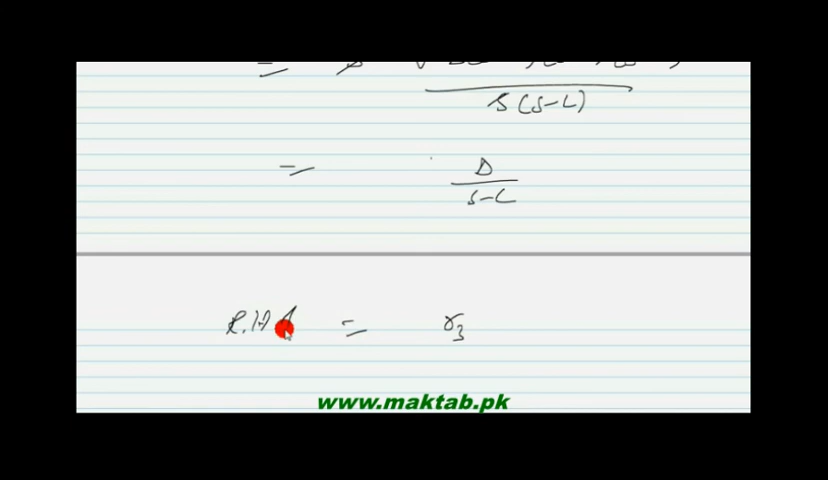 s(s-c)
= Δ
s-c
R.H.S = r3
www.maktab.pk